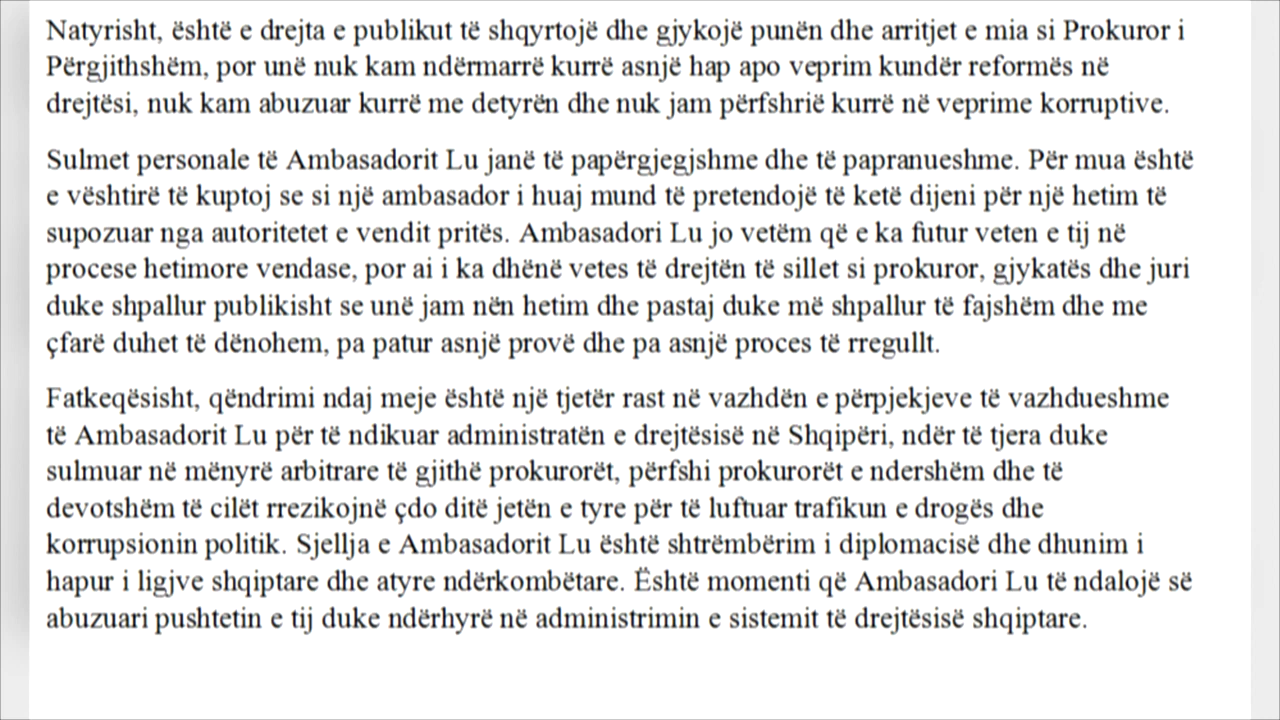 Natyrisht, është e drejta e publikut të shqyrtojë dhe gjykojë punën dhe arritjet e mia si Prokuror i
Përgjithshëm, por unë nuk kam ndërmarrë kurrë asnjë hap apo veprim kundër reformës në
drejtësi, nuk kam abuzuar kurrë me detyrën dhe nuk jam përfshrië kurrë në veprime korruptive.
Sulmet personale të Ambasadorit Lu janë të papërgjegjshme dhe të papranueshme. Për mua është
e vështirë të kuptoj se si një ambasador i huaj mund të pretendojë të ketë dijeni për një hetim të
supozuar nga autoritetet e vendit pritës. Ambasadori Lu jo vetëm që e ka futur veten e tij në
procese hetimore vendase, por ai i ka dhënë vetes të drejtën të sillet si prokuror, gjykatës dhe juri
duke shpallur publikisht se unë jam nën hetim dhe pastaj duke më shpallur të fajshëm dhe me
çfarë duhet të dënohem, pa patur asnjë provë dhe pa asnjë proces të rregullt.
Fatkeqësisht, qëndrimi ndaj meje është një tjetër rast në vazhdën e përpjekjeve të vazhdueshme
të Ambasadorit Lu për të ndikuar administratën e drejtësisë në Shqipëri, ndër të tjera duke
sulmuar në mënyrë arbitrare të gjithë prokurorët, përfshi prokurorët e ndershëm dhe të
devotshëm të cilët rrezikojnë çdo ditë jetën e tyre për të luftuar trafikun e drogës dhe
korrupsionin politik. Sjellja e Ambasadorit Lu është shtrëmbërim i diplomacisë dhe dhunim i
hapur i ligjve shqiptare dhe atyre ndërkombëtare. Është momenti që Ambasadori Lu të ndalojë së
abuzuari pushtetin e tij duke ndërhyrë në administrimin e sistemit të drejtësisë shqiptare.